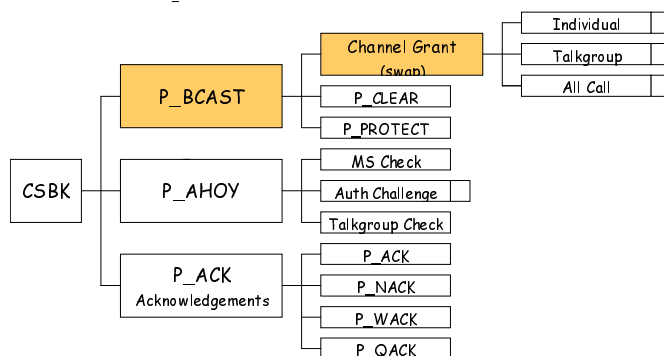 Individual
Channel Grant
(swap)
Talkgroup
All Call
P_BCAST
P_CLEAR
P_PROTECT
MS Check
CSBK
P_AHOY
Auth Challenge
Talkgroup Check
P_ACK
Acknowledgements
P_ACK
P_NACK
P_WACK
P_QACK